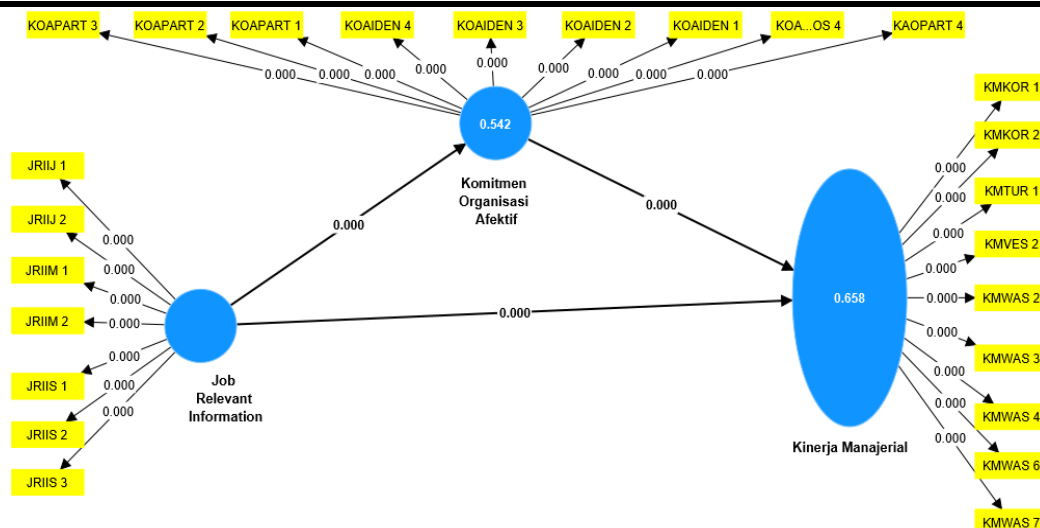 KOAPART 3
KOAPART 2
KOAPART 1
KOAIDEN 4
KOAIDEN 3
KOAIDEN 2
KOAIDEN 1
KOA...OS 4
KAOPART 4
0.000
0.000
0.000
0.000
0.000
0.000
0.000
0.000
0.000
0.542
Komitmen
Organisasi
Afektif
JRIIJ 1
JRIIJ 2
JRIIM 1
JRIIM 2
JRIIS 1
JRIIS 2
JRIIS 3
0.000
0.000
0.000
0.000
0.000
0.000
0.000
Job
Relevant
Information
0.000
0.000
0.000
0.658
Kinerja Manajerial
0.000
0.000
0.000
0.000
0.000
0.000
0.000
0.000
0.000
KMKOR 1
KMKOR 2
KMTUR 1
KMVES 2
KMWAS 2
KMWAS 3
KMWAS 4
KMWAS 6
KMWAS 7